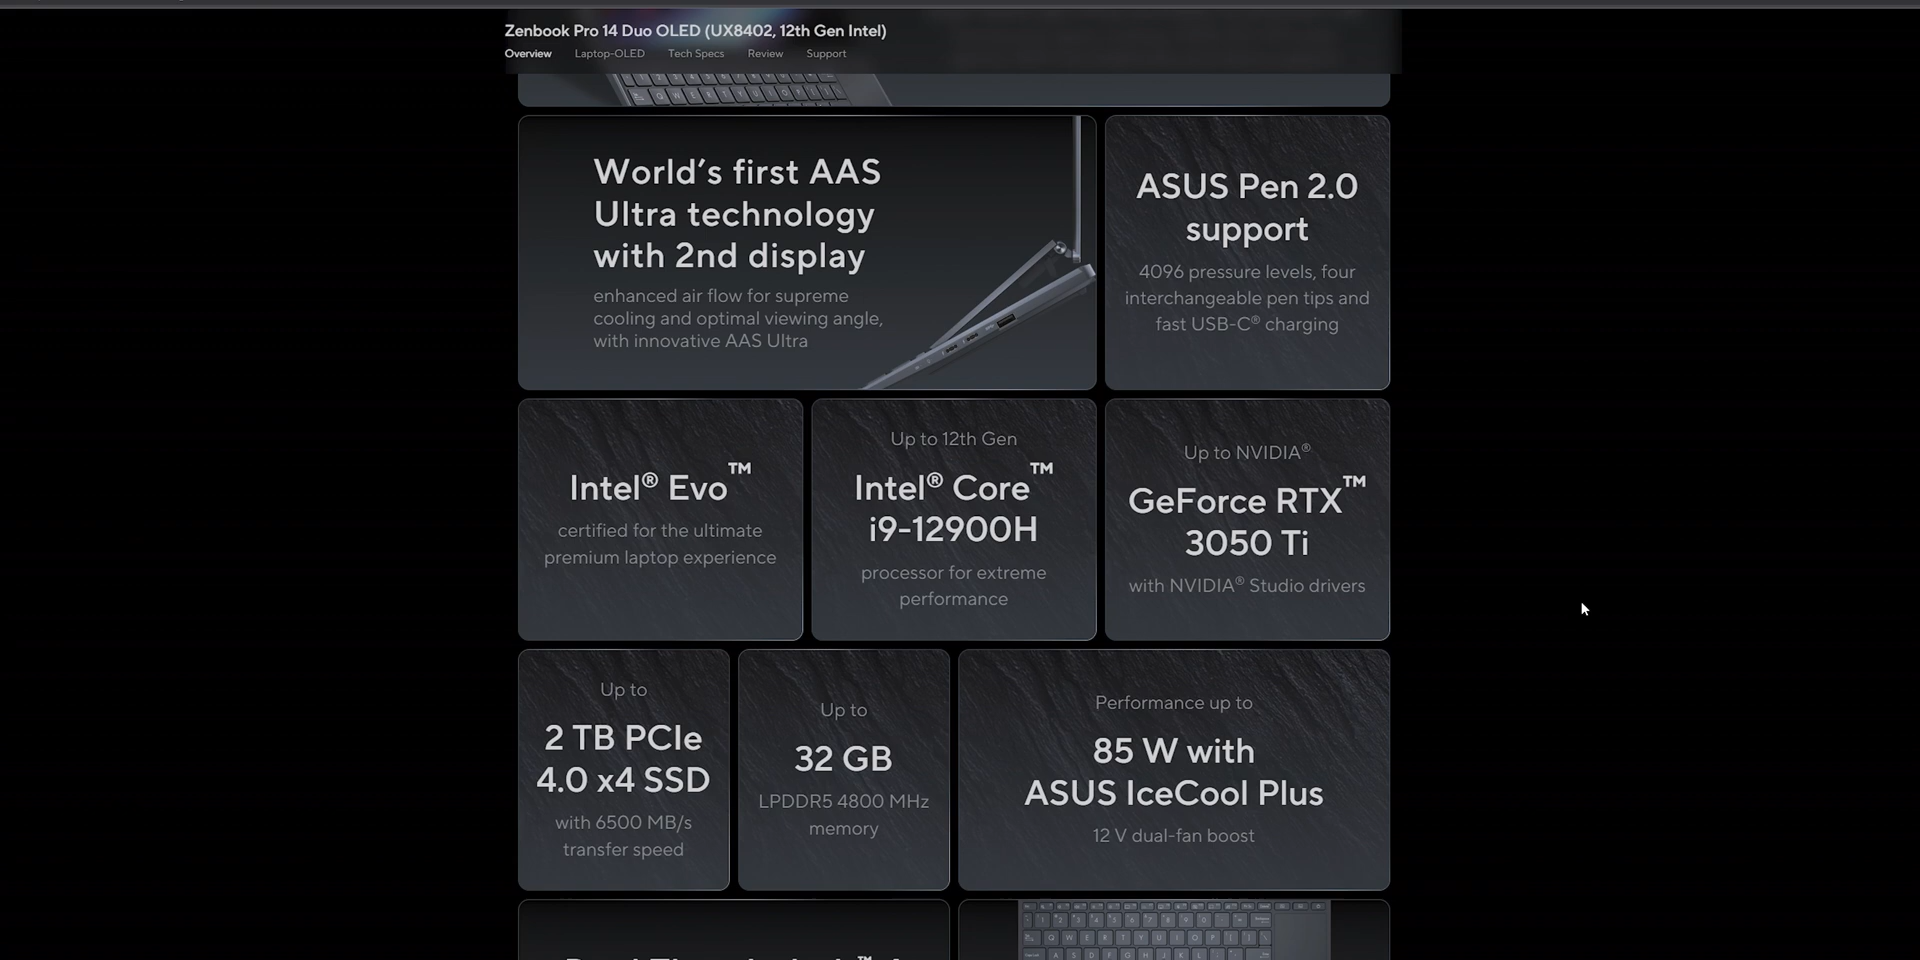 Zenbook Pro 14 Duo OLED (UX8402, 12th Gen Intel)
Overview Laptop-OLED Tech Specs Review Support
World's first AAS
Ultra technology
with 2nd display
enhanced air flow for supreme
cooling and optimal viewing angle,
with innovative AAS Ultra
ASUS Pen 2.0
support
4096 pressure levels, four
interchangeable pen tips and
fast USB-C® charging
Intel® Evo™
certified for the ultimate
premium laptop experience
Up to 12th Gen
Intel® Core™
i9-12900H
processor for extreme
performance
Up to NVIDIA®
GeForce RTX™
3050 Ti
with NVIDIA® Studio drivers
Up to
2 TB PCIe
4.0 x4 SSD
with 6500 MB/s
transfer speed
Up to
32 GB
LPDDR5 4800 MHz
memory
Performance up to
85 W with
ASUS IceCool Plus
12 V dual-fan boost